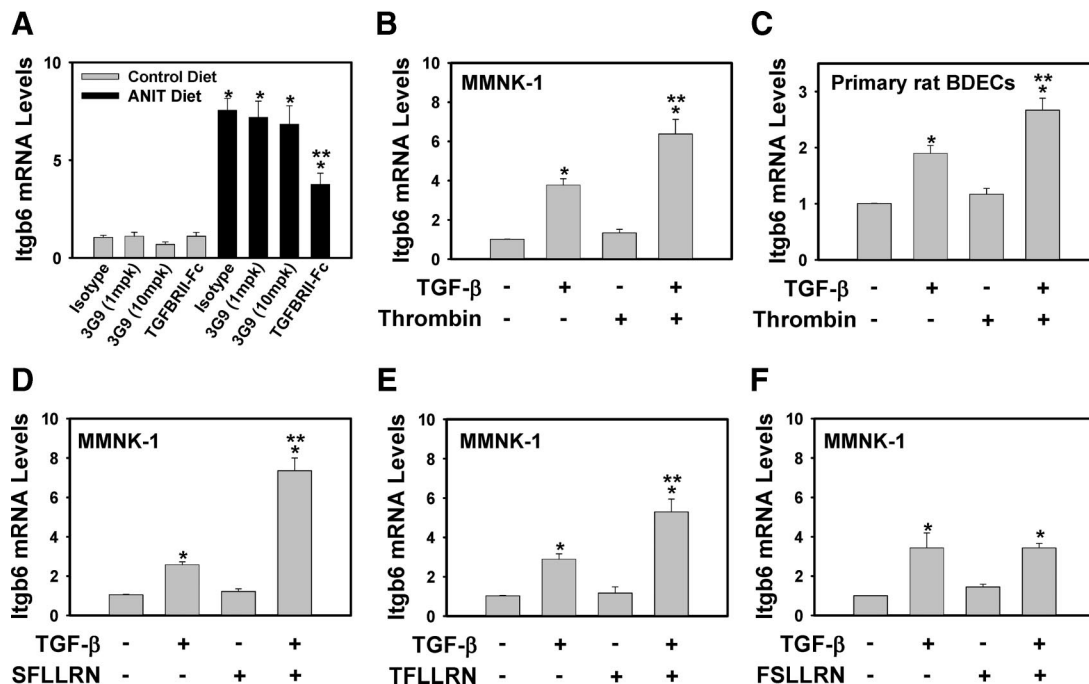 A
Itgb6 mRNA Levels
10
5
0
Control Diet
ANIT Diet
* * * **
*
Isotype
3G9 (1mpk)
3G9 (10mpk)
TGFBRII-Fc
Isotype
3G9 (1mpk)
3G9 (10mpk)
TGFBRII-Fc
B
Itgb6 mRNA Levels
10
8
6
4
2
0
MMNK-1
*
**
*
TGF-β - + - +
Thrombin - - + +
C
Itgb6 mRNA Levels
3
2
1
0
Primary rat BDECs
*
**
*
TGF-β - + - +
Thrombin - - + +
D
Itgb6 mRNA Levels
10
8
6
4
2
0
MMNK-1
*
**
*
TGF-β - + - +
SFLLRN - - + +
E
Itgb6 mRNA Levels
10
8
6
4
2
0
MMNK-1
*
**
*
TGF-β - + - +
TFLLRN - - + +
F
Itgb6 mRNA Levels
10
8
6
4
2
0
MMNK-1
* *
TGF-β - + - +
FSLLRN - - + +